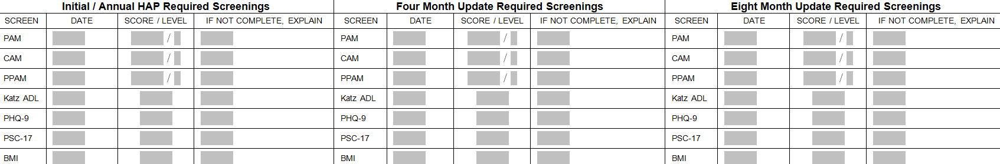 Initial / Annual HAP Required Screenings Four Month Update Required Screenings Eight Month Update Required Screenings
SCREEN DATE SCORE / LEVEL IF NOT COMPLETE, EXPLAIN SCREEN DATE SCORE / LEVEL IF NOT COMPLETE, EXPLAIN SCREEN DATE SCORE / LEVEL IF NOT COMPLETE, EXPLAIN
PAM / PAM / PAM /
CAM / CAM / CAM /
PPAM / PPAM / PPAM /
Katz ADL Katz ADL Katz ADL
PHQ-9 PHQ-9 PHQ-9
PSC-17 PSC-17 PSC-17
BMI BMI BMI